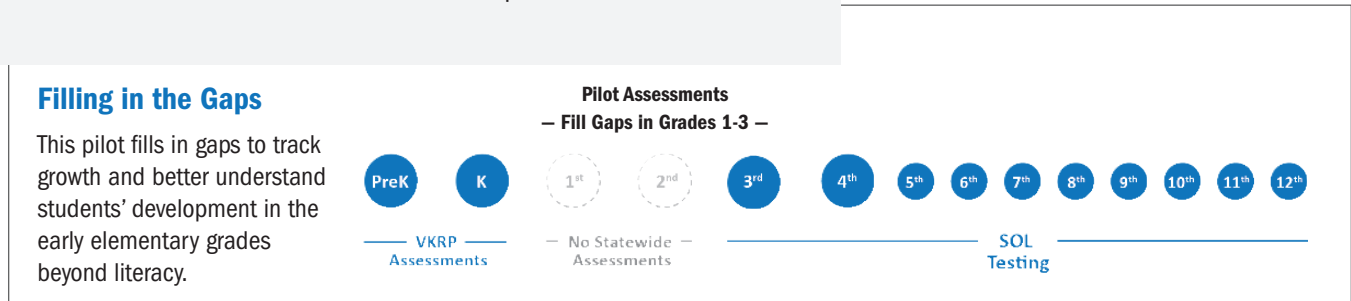 Filling in the Gaps
This pilot fills in gaps to track
growth and better understand
students’ development in the
early elementary grades
beyond literacy.
Pilot Assessments
— Fill Gaps in Grades 1-3 —
PreK K 1st 2nd 3rd 4th 5th 6th 7th 8th 9th 10th 11th 12th
VKRP
Assessments
No Statewide
Assessments
SOL
Testing